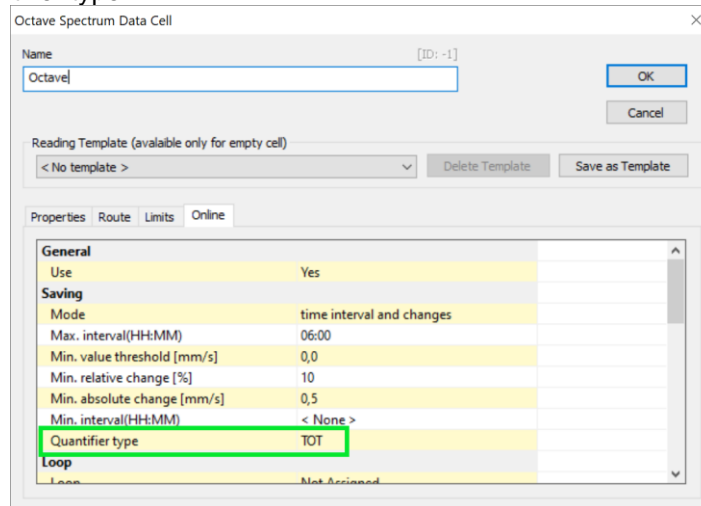 Octave Spectrum Data Cell
Name [ID: -1]
Octave
OK
Cancel
Reading Template (avalaible only for empty cell)
< No template > Delete Template Save as Template
Properties Route Limits Online
General
Use Yes
Saving
Mode time interval and changes
Max. interval(HH:MM) 06:00
Min. value threshold [mm/s] 0,0
Min. relative change [%] 10
Min. absolute change [mm/s] 0,5
Min. interval(HH:MM) < None >
Quantifier type TOT
Loop
Loop Not Assigned